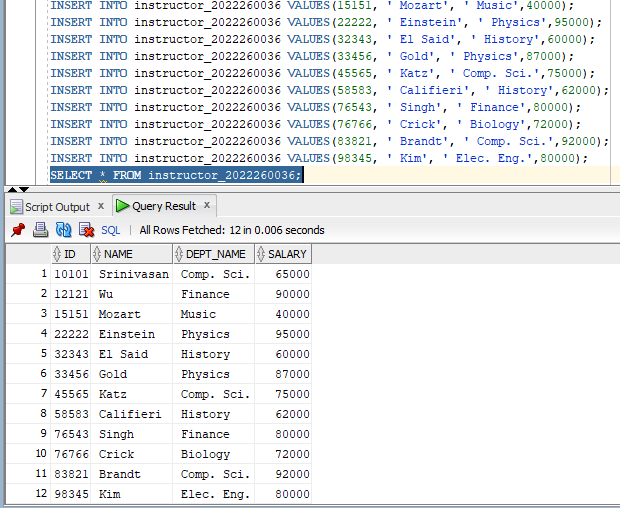 INSERT INTO instructor_2022260036 VALUES(15151, ' Mozart', ' Music',40000);
INSERT INTO instructor_2022260036 VALUES(22222, ' Einstein', ' Physics',95000);
INSERT INTO instructor_2022260036 VALUES(32343, ' El Said', ' History',60000);
INSERT INTO instructor_2022260036 VALUES(33456, ' Gold', ' Physics',87000);
INSERT INTO instructor_2022260036 VALUES(45565, ' Katz', ' Comp. Sci.',75000);
INSERT INTO instructor_2022260036 VALUES(58583, ' Califieri', ' History',62000);
INSERT INTO instructor_2022260036 VALUES(76543, ' Singh', ' Finance',80000);
INSERT INTO instructor_2022260036 VALUES(76766, ' Crick', ' Biology',72000);
INSERT INTO instructor_2022260036 VALUES(83821, ' Brandt', ' Comp. Sci.',92000);
INSERT INTO instructor_2022260036 VALUES(98345, ' Kim', ' Elec. Eng.',80000);
SELECT * FROM instructor_2022260036;
Script Output x Query Result x
SQL | All Rows Fetched: 12 in 0.006 seconds
ID NAME DEPT_NAME SALARY
1 10101 Srinivasan Comp. Sci. 65000
2 12121 Wu Finance 90000
3 15151 Mozart Music 40000
4 22222 Einstein Physics 95000
5 32343 El Said History 60000
6 33456 Gold Physics 87000
7 45565 Katz Comp. Sci. 75000
8 58583 Califieri History 62000
9 76543 Singh Finance 80000
10 76766 Crick Biology 72000
11 83821 Brandt Comp. Sci. 92000
12 98345 Kim Elec. Eng. 80000